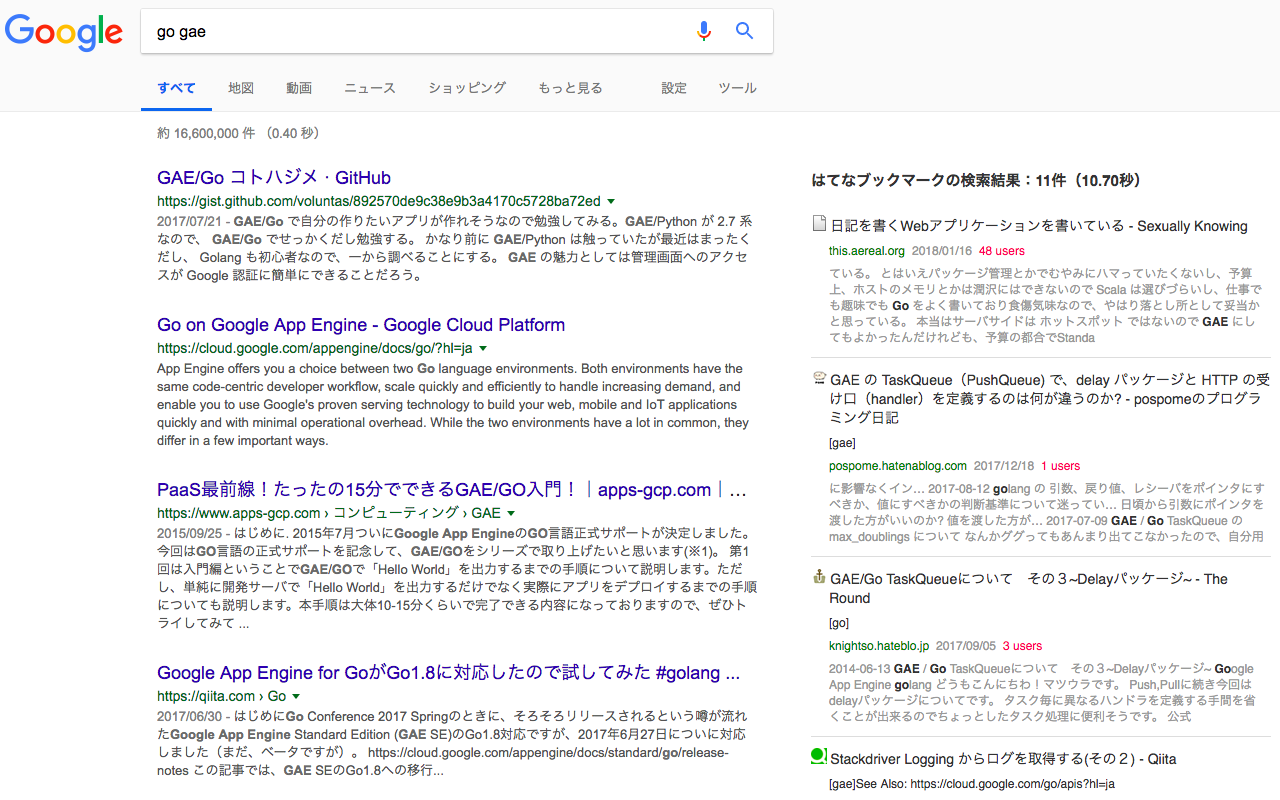 Google
go gae
すべて 地図 動画 ニュース ショッピング もっと見る 設定 ツール
約 16,600,000 件 （0.40 秒）
GAE/Go コトハジメ · GitHub
https://gist.github.com/voluntas/892570de9c38e9b3a4170c5728ba72ed
2017/07/21 - GAE/Go で自分の作りたいアプリが作れそうなので勉強してみる。GAE/Python が 2.7 系
なので、 GAE/Go でせっかくだし勉強する。 かなり前に GAE/Python は触っていたが最近はまったく
だし、 Golang も初心者なので、一から調べることにする。 GAE の魅力としては管理画面へのアクセ
スが Google 認証に簡単にできることだろう。
Go on Google App Engine - Google Cloud Platform
https://cloud.google.com/appengine/docs/go/?hl=ja
App Engine offers you a choice between two Go language environments. Both environments have the
same code-centric developer workflow, scale quickly and efficiently to handle increasing demand, and
enable you to use Google's proven serving technology to build your web, mobile and IoT applications
quickly and with minimal operational overhead. While the two environments have a lot in common, they
differ in a few important ways.
PaaS最前線！たったの15分でできるGAE/GO入門！｜apps-gcp.com｜...
https://www.apps-gcp.com › コンピューティング › GAE
2015/09/25 - はじめに. 2015年7月ついにGoogle App EngineのGO言語正式サポートが決定しました。
今回はGO言語の正式サポートを記念して、GAE/GOをシリーズで取り上げたいと思います(※1)。 第1
回は入門編ということでGAE/GOで「Hello World」を出力するまでの手順について説明します。ただ
し、単純に開発サーバで「Hello World」を出力するだけでなく実際にアプリをデプロイするまでの手順
についても説明します。本手順は大体10-15分くらいで完了できる内容になっておりますので、ぜひト
ライしてみて ...
Google App Engine for GoがGo1.8に対応したので試してみた #golang ...
https://qiita.com › Go
2017/06/30 - はじめにGo Conference 2017 Springのときに、そろそろリリースされるという噂が流れ
たGoogle App Engine Standard Edition (GAE SE)のGo1.8対応ですが、2017年6月27日についに対応
しました（まだ、ベータですが）。 https://cloud.google.com/appengine/docs/standard/go/release-
notes この記事では、GAE SEのGo1.8への移行...
はてなブックマークの検索結果：11件（10.70秒）
日記を書くWebアプリケーションを書いている - Sexually Knowing
this.aereal.org 2018/01/16 48 users
ている。 とはいえパッケージ管理とかでむやみにハマっていたくないし、予算
上、ホストのメモリとかは潤沢にはできないので Scala は選びづらいし、仕事で
も趣味でも Go をよく書いており食傷気味なので、やはり落とし所として妥当か
と思っている。 本当はサーバサイドは ホットスポット ではないので GAE にし
てもよかったんだけれども、予算の都合でStanda
GAE の TaskQueue（PushQueue) で、delay パッケージと HTTP の受
け口（handler）を定義するのは何が違うのか? - pospomeのプログラ
ミング日記
[gae]
pospome.hatenablog.com 2017/12/18 1 users
に影響なくイン... 2017-08-12 golang の 引数、戻り値、レシーバをポインタにす
べきか、値にすべきかの判断基準について迷ってい... 日頃から引数にポインタを
渡した方がいいのか? 値を渡した方が... 2017-07-09 GAE / Go TaskQueue の
max_doublings について なんかググってもあんまり出てこなかったので、自分用
GAE/Go TaskQueueについて　その３~Delayパッケージ~ - The
Round
[go]
knightso.hateblo.jp 2017/09/05 3 users
2014-06-13 GAE / Go TaskQueueについて　その３~Delayパッケージ~ Google
App Engine golang どうもこんにちわ！マツウラです。 Push,Pullに続き今回は
delayパッケージについてです。 タスク毎に異なるハンドラを定義する手間を省
くことが出来るのでちょっとしたタスク処理に便利そうです。 公式
Stackdriver Logging からログを取得する(その２) - Qiita
[gae]See Also: https://cloud.google.com/go/apis?hl=ja